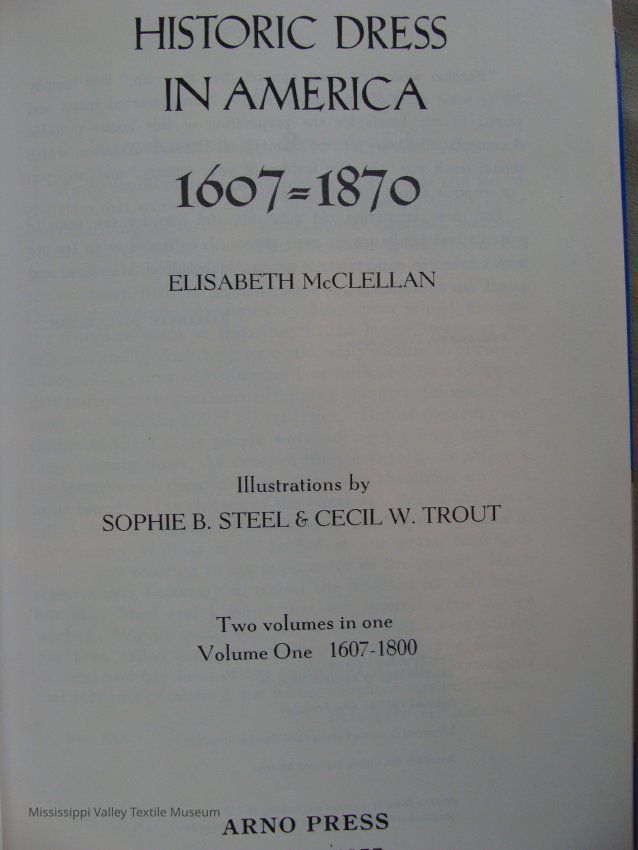 HISTORIC DRESS
IN AMERICA
1607=1870
ELISABETH McCLELLAN
Illustrations by
SOPHIE B. STEEL & CECIL W. TROUT
Two volumes in one
Volume One 1607-1800
Mississippi Valley Textile Museum
ARNO PRESS